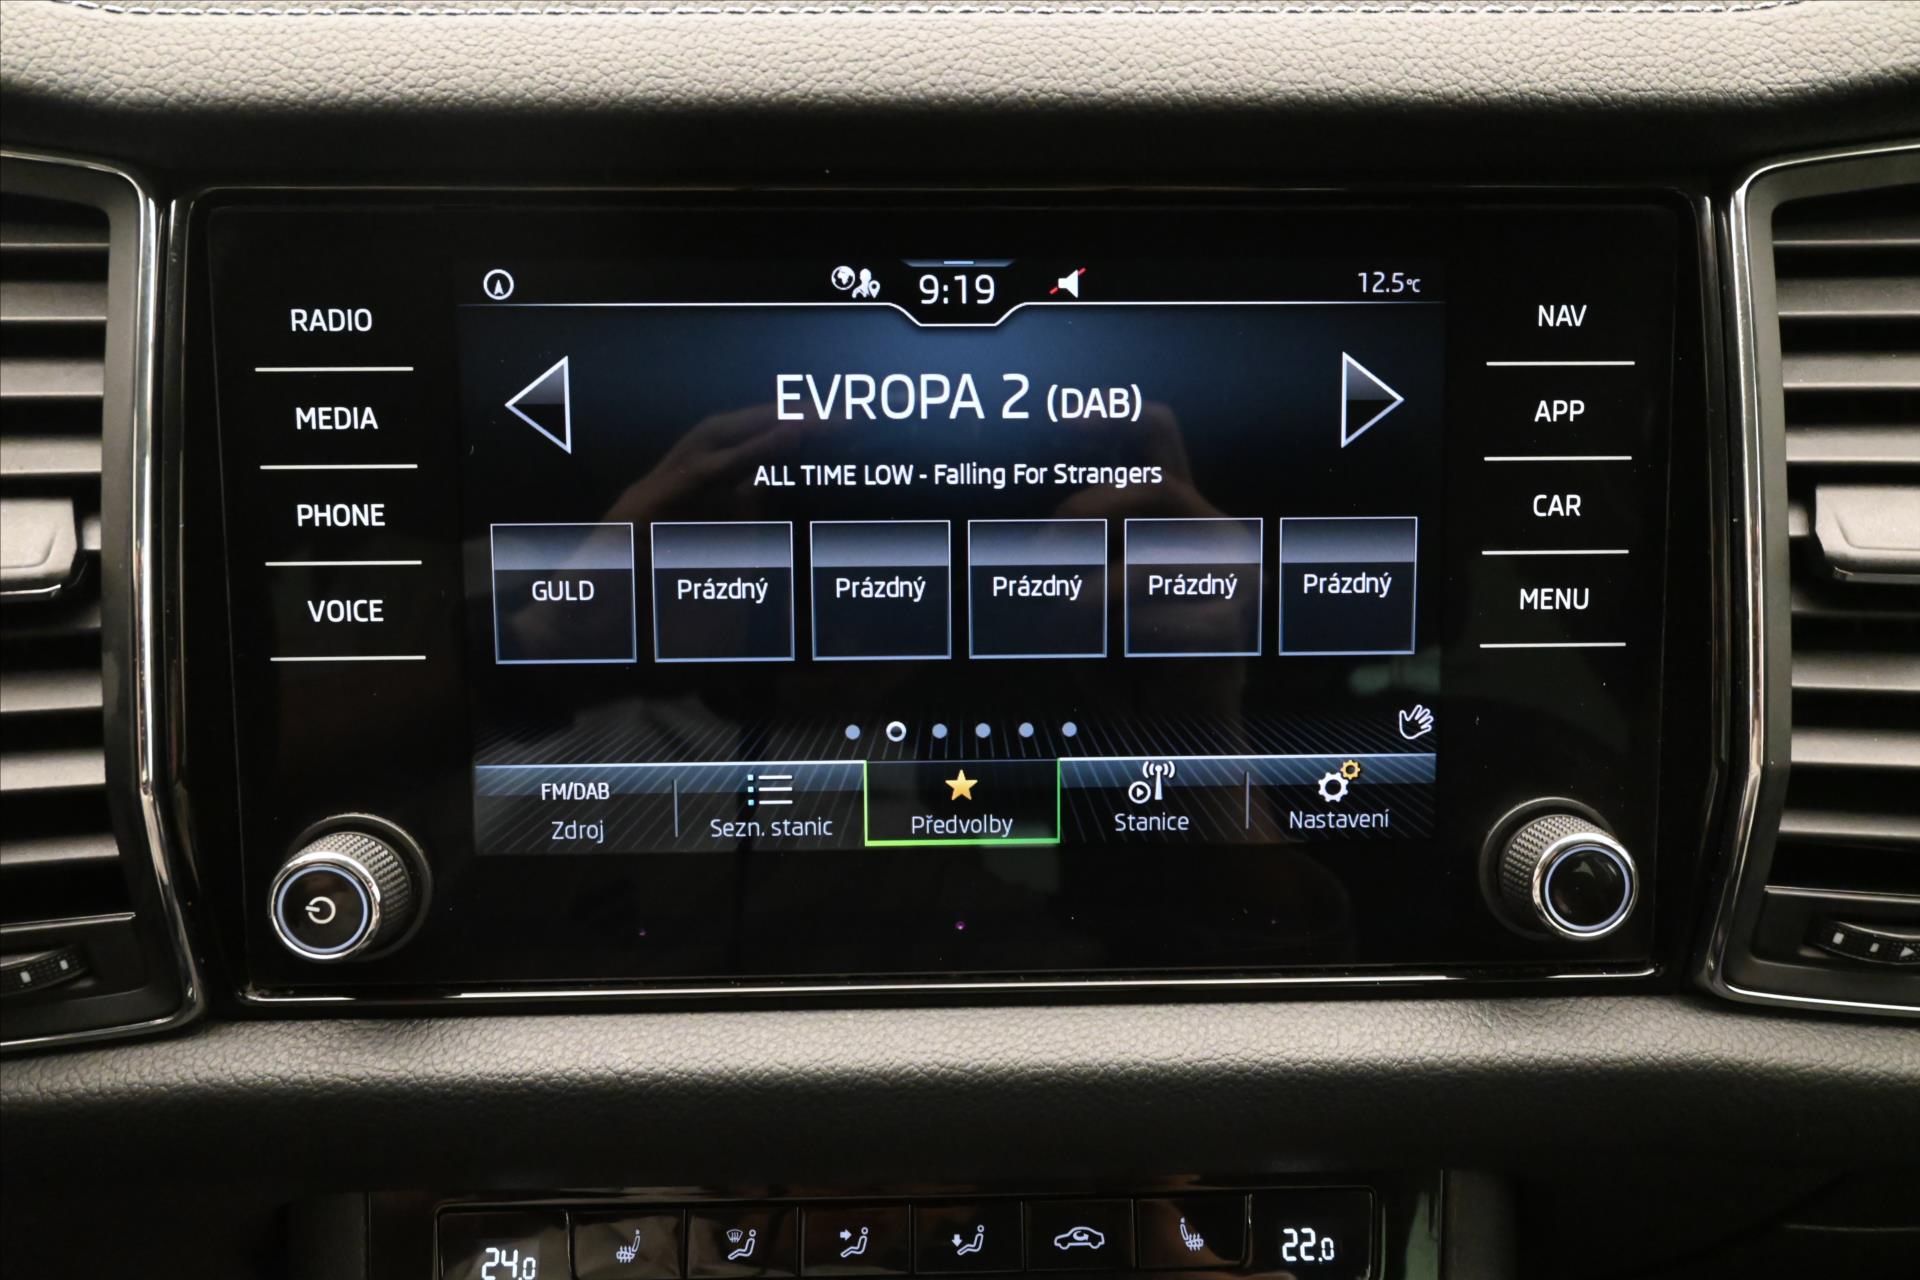 9:19
12.5°C
RADIO
MEDIA
PHONE
VOICE
EVROPA 2 (DAB)
ALL TIME LOW - Falling For Strangers
GULD
Prázdný
Prázdný
Prázdný
Prázdný
Prázdný
FM/DAB
Zdroj
Sezn. stanic
Předvolby
Stanice
Nastavení
NAV
APP
CAR
MENU
24.0
22.0